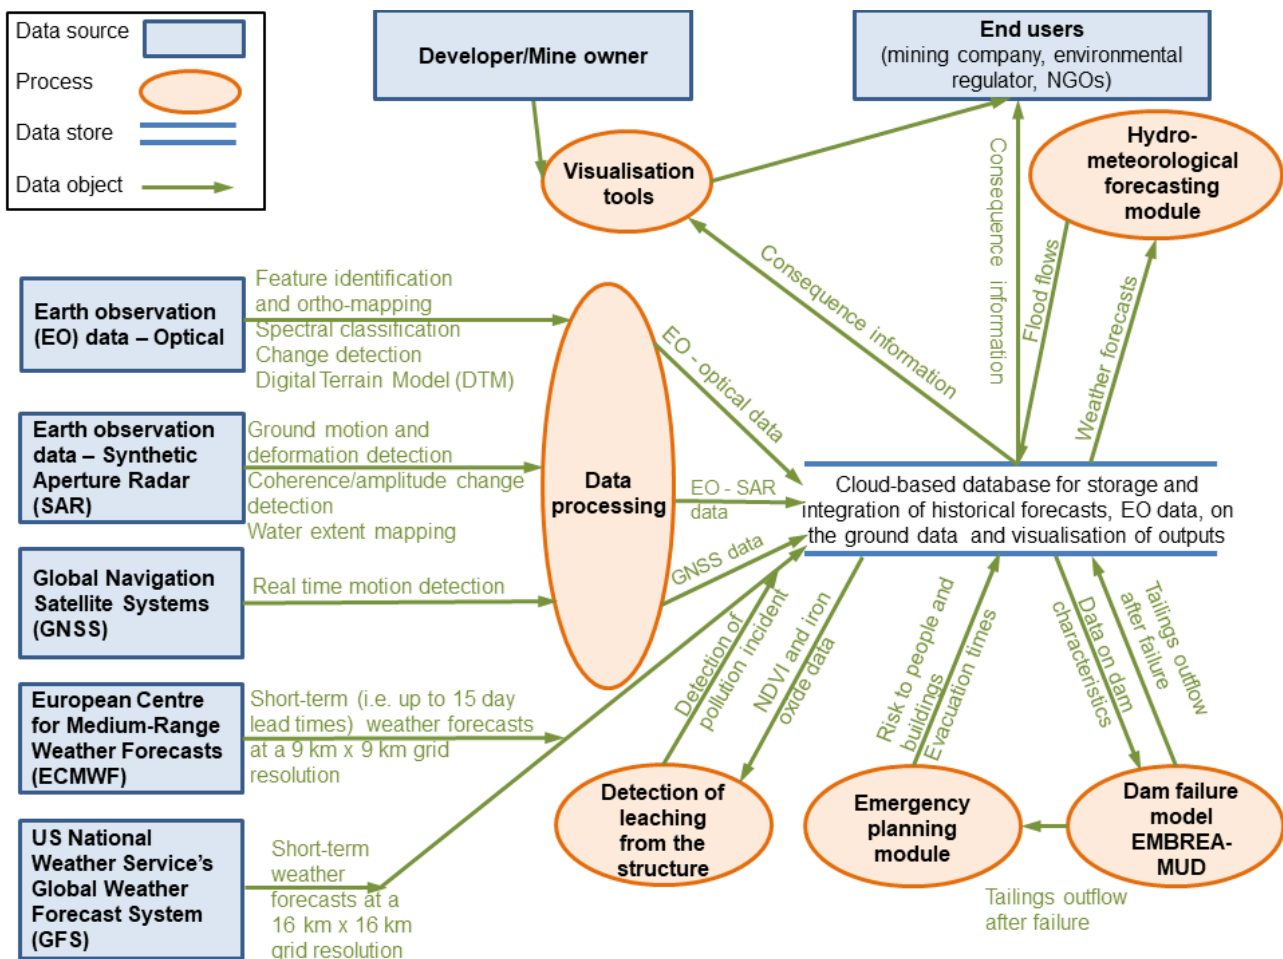 Data source
Process
Data store
Data object
Developer/Mine owner
End users
(mining company, environmental
regulator, NGOs)
Visualisation
tools
Hydro-
meteorological
forecasting
module
Consequence information
Consequence information
Flood flows
Weather forecasts
Earth observation
(EO) data – Optical
Feature identification
and ortho-mapping
Spectral classification
Change detection
Digital Terrain Model (DTM)
Earth observation
data – Synthetic
Aperture Radar
(SAR)
Ground motion and
deformation detection
Coherence/amplitude change
detection
Water extent mapping
Global Navigation
Satellite Systems
(GNSS)
Real time motion detection
European Centre
for Medium-Range
Weather Forecasts
(ECMWF)
Short-term (i.e. up to 15 day
lead times) weather forecasts
at a 9 km x 9 km grid
resolution
US National
Weather Service's
Global Weather
Forecast System
(GFS)
Short-term
weather
forecasts at a
16 km x 16 km
grid resolution
Data
processing
EO - optical data
EO - SAR
data
GNSS data
Cloud-based database for storage and
integration of historical forecasts, EO data, on
the ground data and visualisation of outputs
Detection of
pollution incident
NDVI and iron
oxide data
Risk to people and
buildings
Evacuation times
Data on dam
characteristics
Tailings outflow
after failure
Detection of
leaching
from the
structure
Emergency
planning
module
Dam failure
model
EMBREA-
MUD
Tailings outflow
after failure